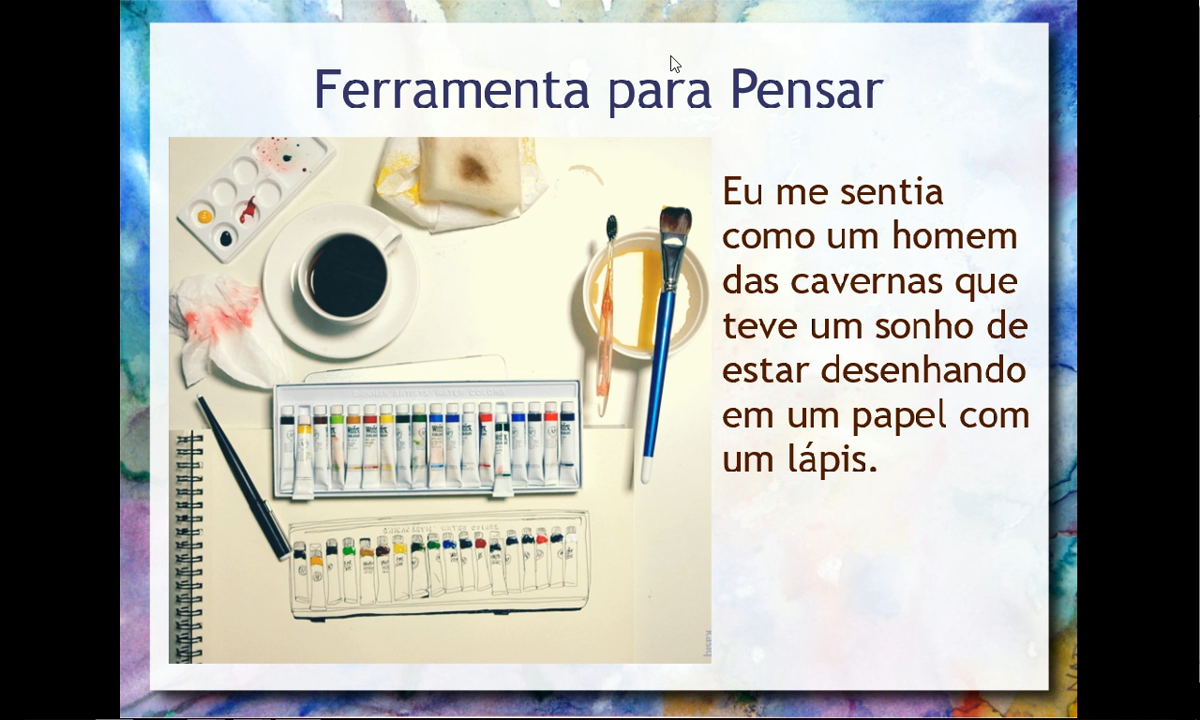 Ferramenta para Pensar
Eu me sentia
como um homem
das cavernas que
teve um sonho de
estar desenhando
em um papel com
um lápis.